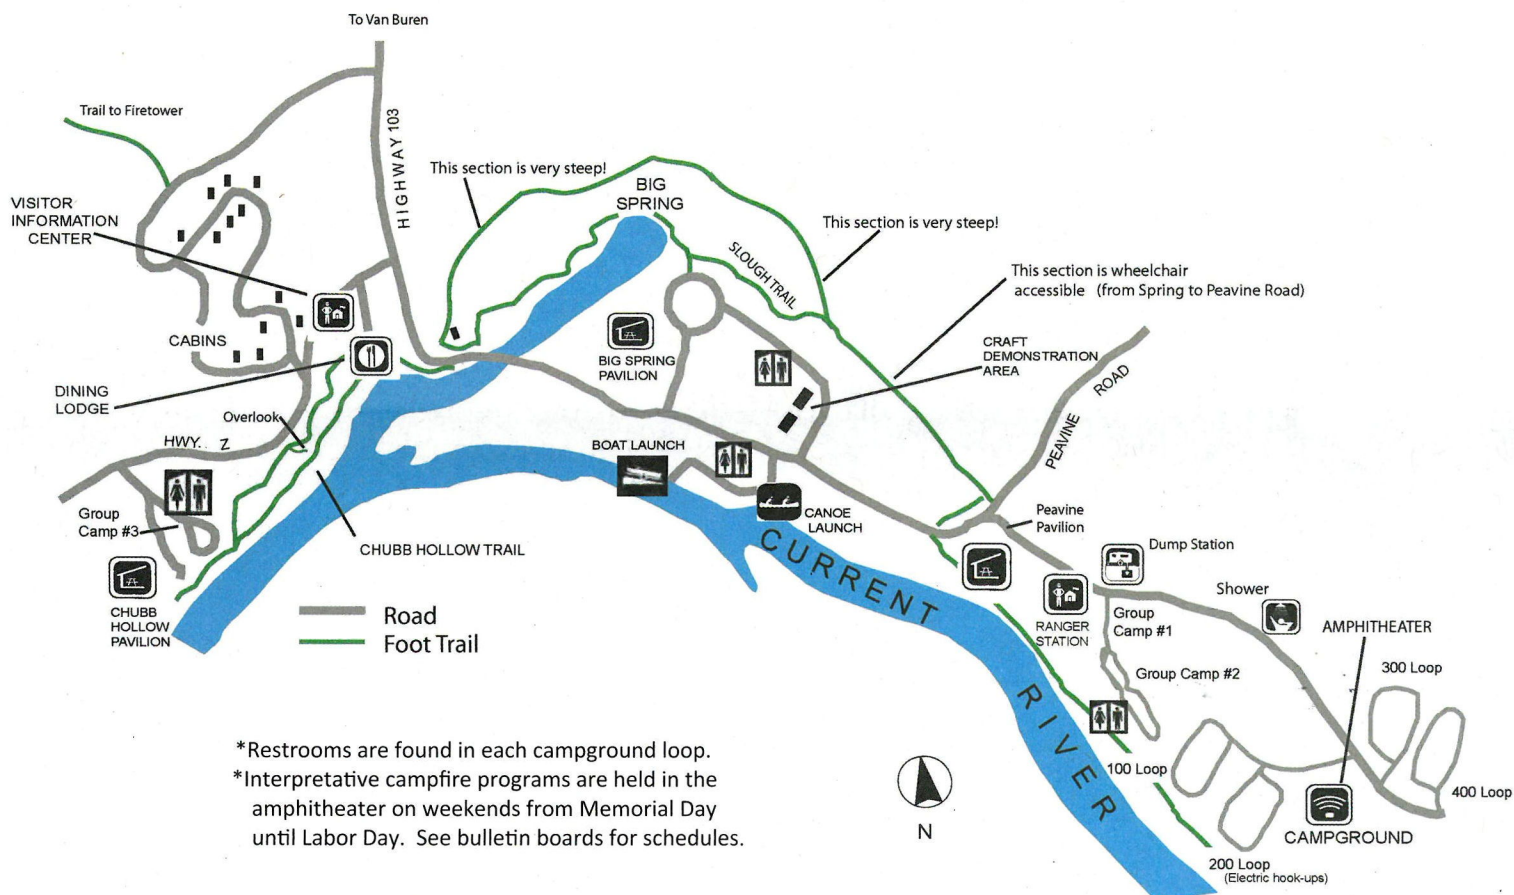 To Van Buren
Trail to Firetower
HIGHWAY 103
This section is very steep!
BIG
SPRING
VISITOR
INFORMATION
CENTER
This section is very steep!
SLOUGH TRAIL
This section is wheelchair
accessible (from Spring to Peavine Road)
CABINS
BIG SPRING
PAVILION
CRAFT
DEMONSTRATION
AREA
DINING
LODGE
PEAVINE ROAD
Overlook
HWY. Z
BOAT LAUNCH
Group
Camp #3
CANOE
LAUNCH
Peavine
Pavilion
CHUBB HOLLOW TRAIL
CURRENT RIVER
Dump Station
CHUBB
HOLLOW
PAVILION
Road
Foot Trail
RANGER
STATION
Group
Camp #1
Shower
AMPHITHEATER
Group Camp #2
300 Loop
100 Loop
400 Loop
*Restrooms are found in each campground loop.
*Interpretative campfire programs are held in the
amphitheater on weekends from Memorial Day
until Labor Day. See bulletin boards for schedules.
N
CAMPGROUND
200 Loop
(Electric hook-ups)